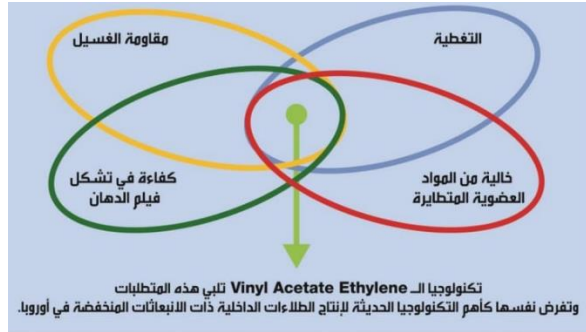 التغطية
مقاومة الغسيل
خالية من المواد
العضوية المتطايرة
كفاءة في تشكل
فيلم الدهان
تكنولوجيا الــ Vinyl Acetate Ethylene تلبي هذه المتطلبات
وتفرض نفسها كأهم التكنولوجيا الحديثة لإنتاج الطلاءات الداخلية ذات الانبعاثات المنخفضة في أوروبا.